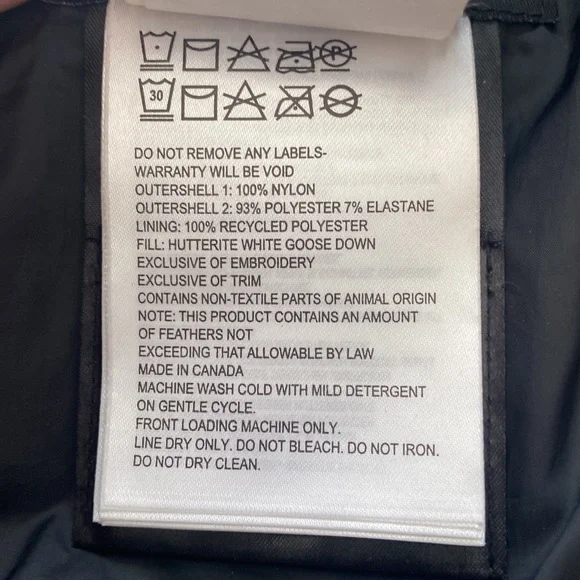 P
30
DO NOT REMOVE ANY LABELS-
WARRANTY WILL BE VOID
OUTERSHELL 1: 100% NYLON
OUTERSHELL 2: 93% POLYESTER 7% ELASTANE
LINING: 100% RECYCLED POLYESTER
FILL: HUTTERITE WHITE GOOSE DOWN
EXCLUSIVE OF EMBROIDERY
EXCLUSIVE OF TRIM
CONTAINS NON-TEXTILE PARTS OF ANIMAL ORIGIN
NOTE: THIS PRODUCT CONTAINS AN AMOUNT
OF FEATHERS NOT
EXCEEDING THAT ALLOWABLE BY LAW
MADE IN CANADA
MACHINE WASH COLD WITH MILD DETERGENT
ON GENTLE CYCLE.
FRONT LOADING MACHINE ONLY.
LINE DRY ONLY. DO NOT BLEACH. DO NOT IRON.
DO NOT DRY CLEAN.